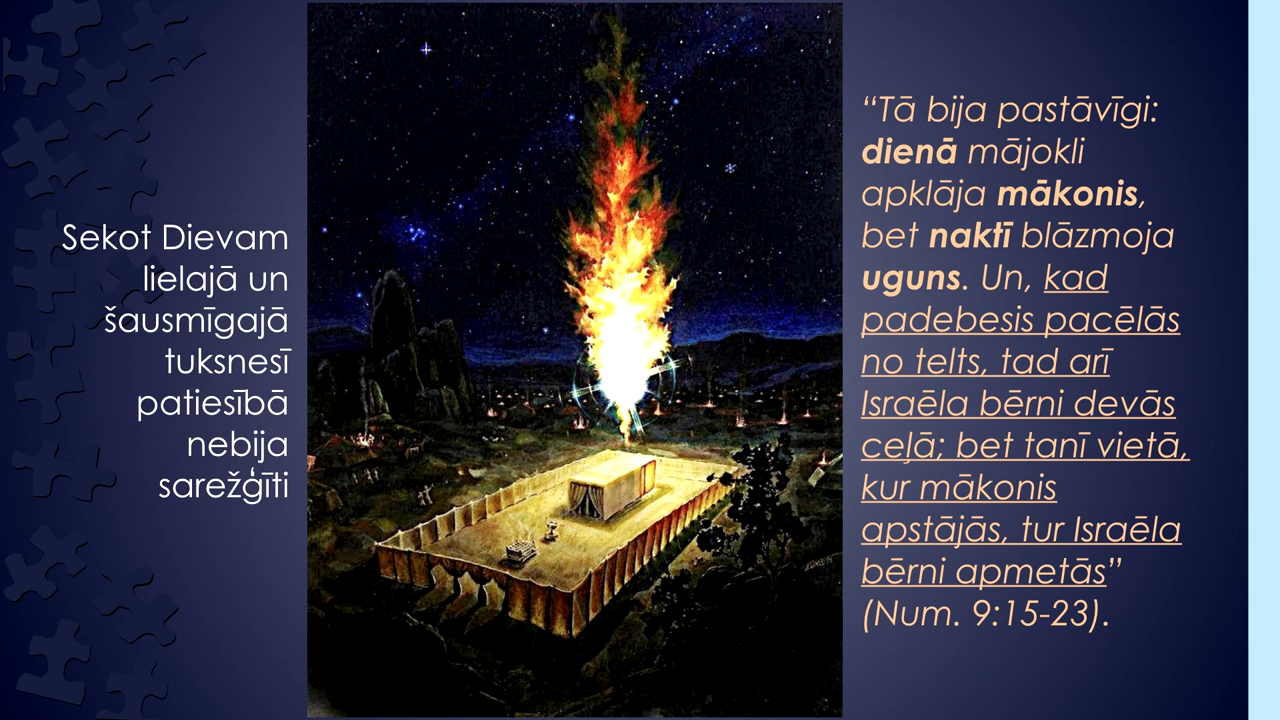 Sekot Dievam
lielajā un
šausmīgajā
tuksnesī
patiesībā
nebija
sarežģīti
“Tā bija pastāvīgi:
dienā mājokli
apklāja mākonis,
bet naktī blāzmoja
uguns. Un, kad
padebesis pacēlās
no telts, tad arī
Israēla bērni devās
ceļā; bet tanī vietā,
kur mākonis
apstājās, tur Israēla
bērni apmetās”
(Num. 9:15-23).